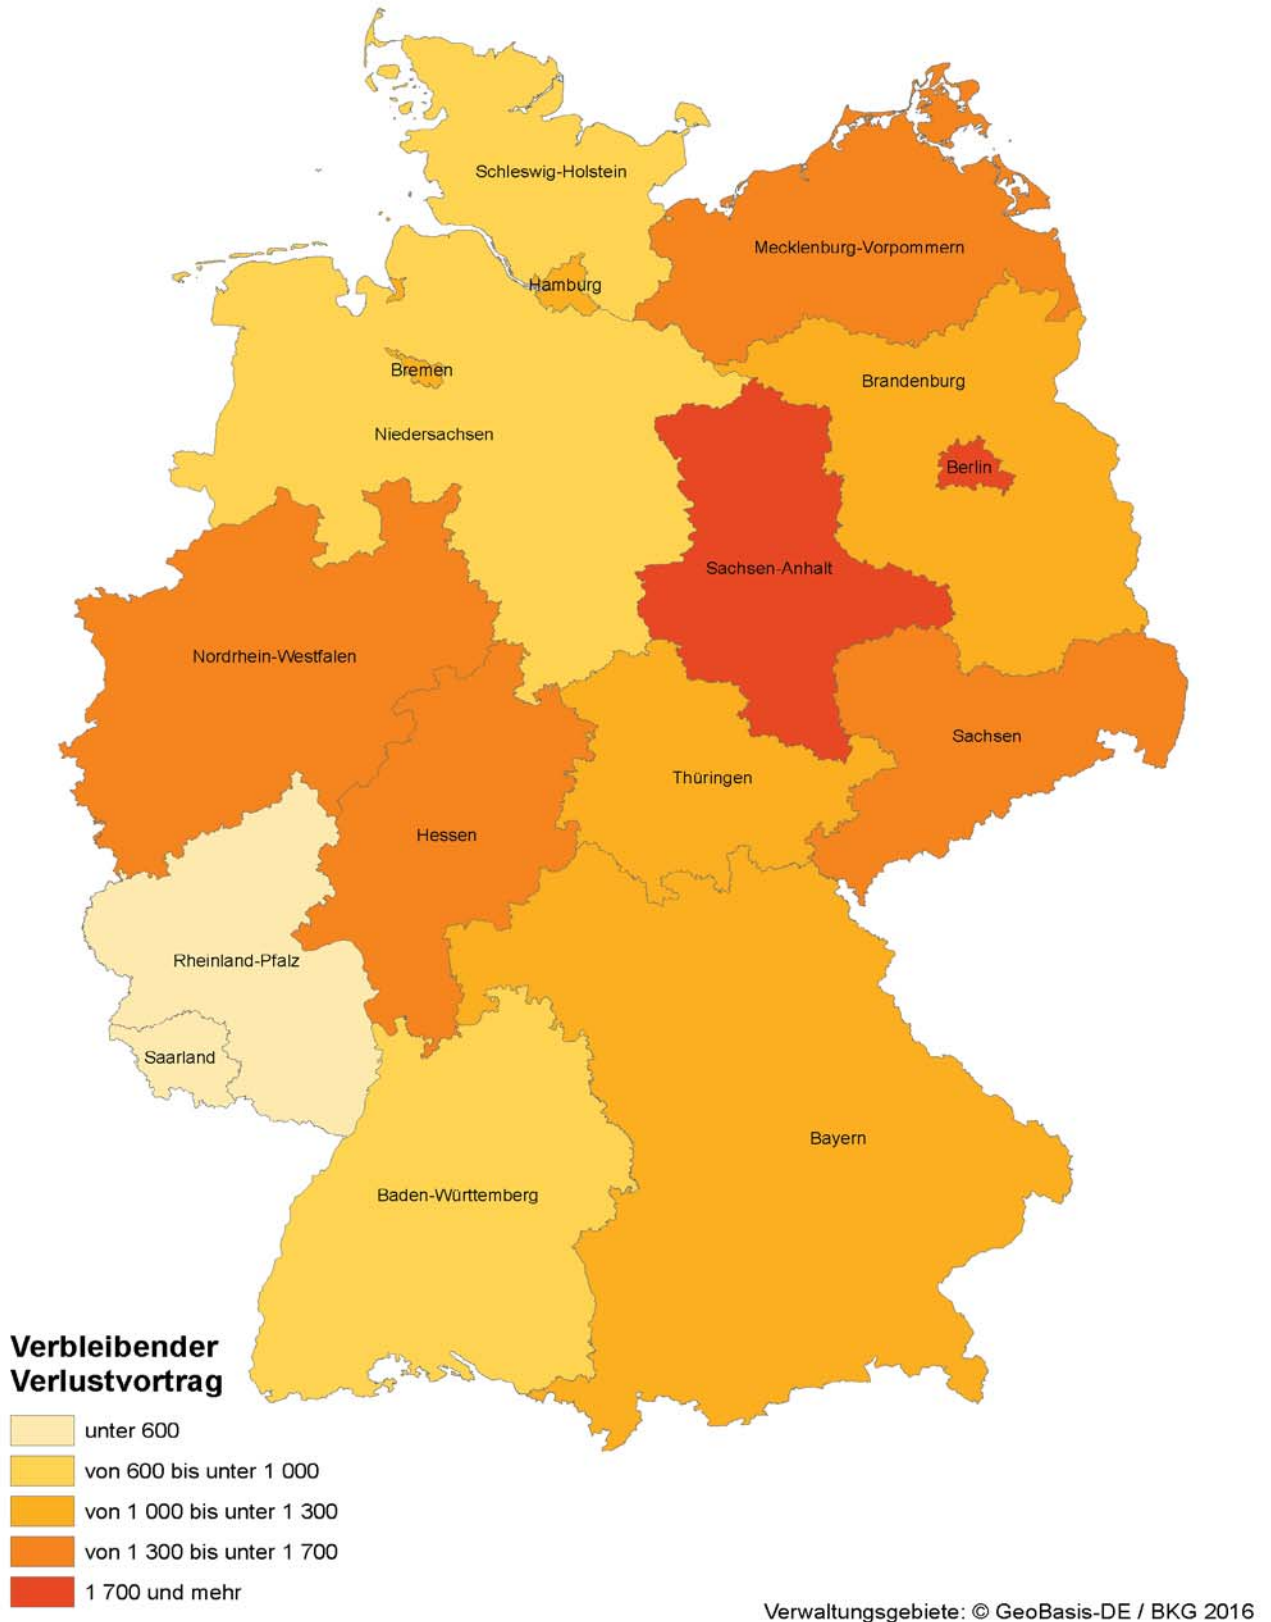 Schleswig-Holstein
Mecklenburg-Vorpommern
Hamburg
Bremen
Brandenburg
Niedersachsen
Berlin
Sachsen-Anhalt
Nordrhein-Westfalen
Sachsen
Thüringen
Hessen
Rheinland-Pfalz
Saarland
Bayern
Baden-Württemberg
Verbleibender
Verlustvortrag
unter 600
von 600 bis unter 1 000
von 1 000 bis unter 1 300
von 1 300 bis unter 1 700
1 700 und mehr
Verwaltungsgebiete: © GeoBasis-DE / BKG 2016